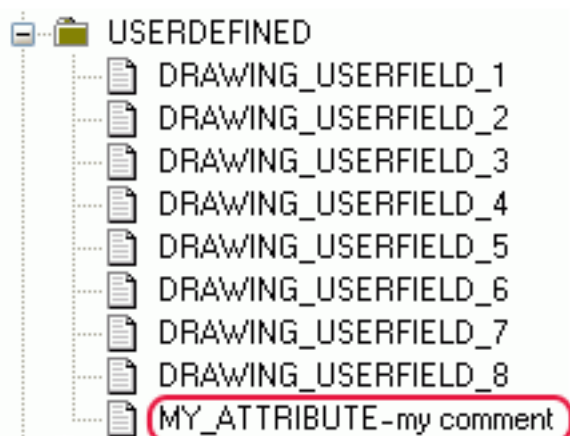 USERDEFINED
DRAWING_USERFIELD_1
DRAWING_USERFIELD_2
DRAWING_USERFIELD_3
DRAWING_USERFIELD_4
DRAWING_USERFIELD_5
DRAWING_USERFIELD_6
DRAWING_USERFIELD_7
DRAWING_USERFIELD_8
MY_ATTRIBUTE-my comment